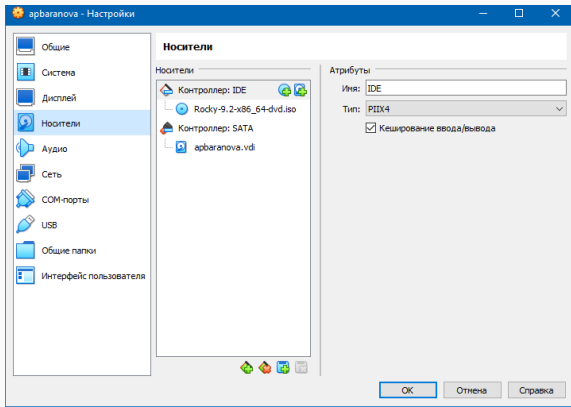 apbaranova - Настройки
Общие
Система
Дисплей
Носители
Аудио
Сеть
COM-порты
USB
Общие папки
Интерфейс пользователя
Носители
Носители
Контроллер: IDE
Rocky-9.2-x86_64-dvd.iso
Контроллер: SATA
apbaranova.vdi
Атрибуты
Имя: IDE
Тип: PIIX4
Кеширование ввода/вывода
OK Отмена Справка